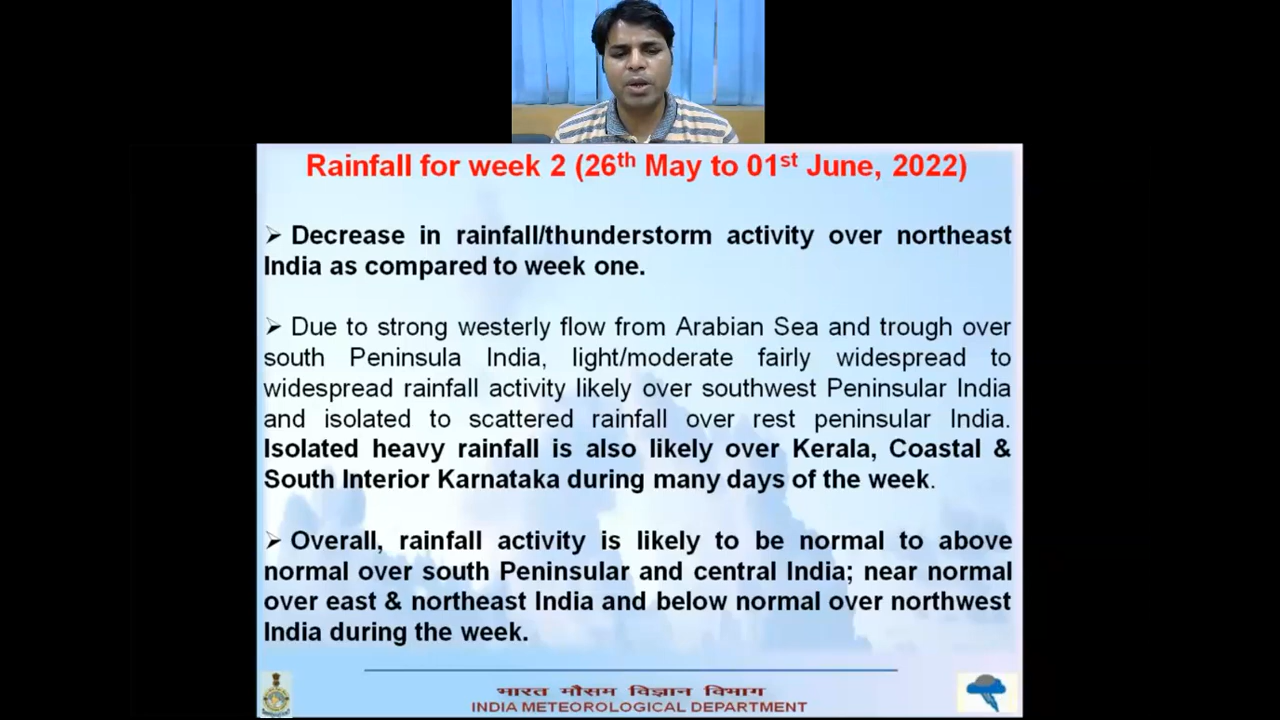 Rainfall for week 2 (26th May to 01st June, 2022)
➢ Decrease in rainfall/thunderstorm activity over northeast
India as compared to week one.
➢ Due to strong westerly flow from Arabian Sea and trough over
south Peninsula India, light/moderate fairly widespread to
widespread rainfall activity likely over southwest Peninsular India
and isolated to scattered rainfall over rest peninsular India.
Isolated heavy rainfall is also likely over Kerala, Coastal &
South Interior Karnataka during many days of the week.
➢ Overall, rainfall activity is likely to be normal to above
normal over south Peninsular and central India; near normal
over east & northeast India and below normal over northwest
India during the week.
भारत मौसम विज्ञान विभाग
INDIA METEOROLOGICAL DEPARTMENT